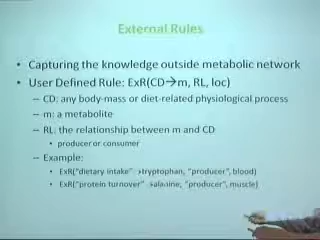 External Rules
• Capturing the knowledge outside metabolic network
• User Defined Rule: ExR(CD→m, RL, loc)
– CD: any body-mass or diet-related physiological process
– m: a metabolite
– RL: the relationship between m and CD
• producer or consumer
– Example:
• ExR("dietary intake" →tryptophan, "producer", blood)
• ExR("protein turnover" →alanine, "producer", muscle)